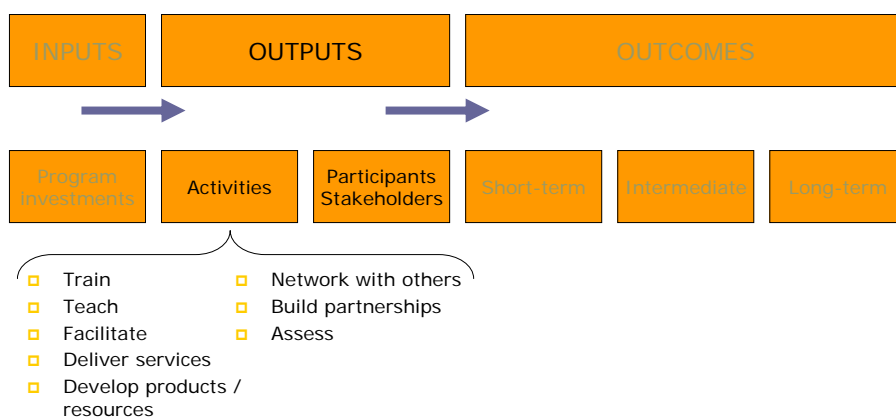 INPUTS
OUTPUTS
OUTCOMES
Program
investments
Activities
Participants
Stakeholders
Short-term
Intermediate
Long-term
Train
Teach
Facilitate
Deliver services
Develop products /
resources
Network with others
Build partnerships
Assess